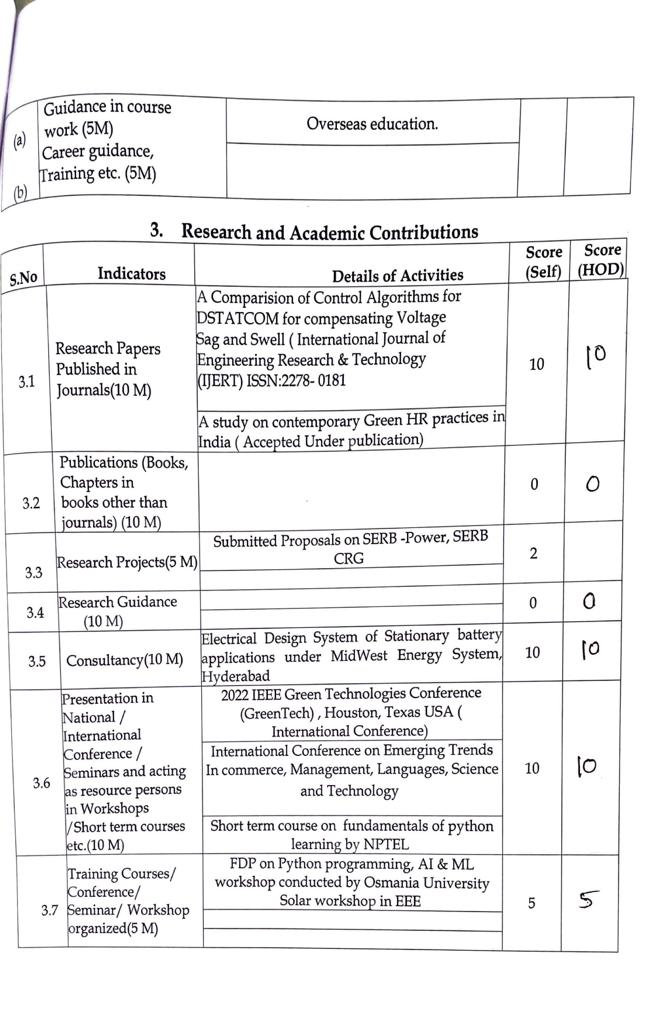 Guidance in course
(a) work (5M)
Career guidance,
(b) Training etc. (5M)
Overseas education.
3. Research and Academic Contributions
S.No Indicators Details of Activities Score (Self) Score (HOD)
3.1
Research Papers
Published in
Journals(10 M)
A Comparision of Control Algorithms for
DSTATCOM for compensating Voltage
Sag and Swell ( International Journal of
Engineering Research & Technology
(IJERT) ISSN:2278- 0181
A study on contemporary Green HR practices in
India ( Accepted Under publication)
10 10
3.2
Publications (Books,
Chapters in
books other than
journals) (10 M)
0 0
3.3
Research Projects(5 M)
Submitted Proposals on SERB -Power, SERB
CRG
2
3.4
Research Guidance
(10 M)
0 0
3.5
Consultancy(10 M)
Electrical Design System of Stationary battery
applications under MidWest Energy System,
Hyderabad
10 10
3.6
Presentation in
National /
International
Conference /
Seminars and acting
as resource persons
in Workshops
/Short term courses
etc.(10 M)
2022 IEEE Green Technologies Conference
(GreenTech) , Houston, Texas USA (
International Conference)
International Conference on Emerging Trends
In commerce, Management, Languages, Science
and Technology
Short term course on fundamentals of python
learning by NPTEL
10 10
3.7
Training Courses/
Conference/
Seminar/ Workshop
organized(5 M)
FDP on Python programming, AI & ML
workshop conducted by Osmania University
Solar workshop in EEE
5 5